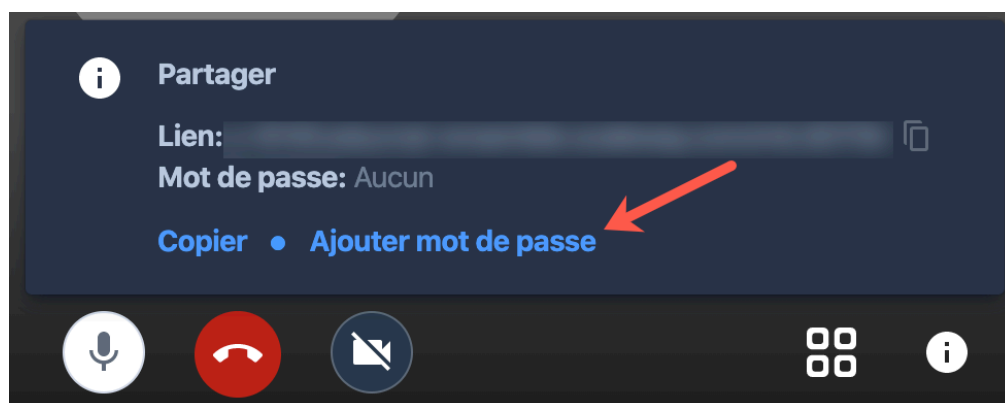 Partager
Lien:
Mot de passe: Aucun
Copier • Ajouter mot de passe